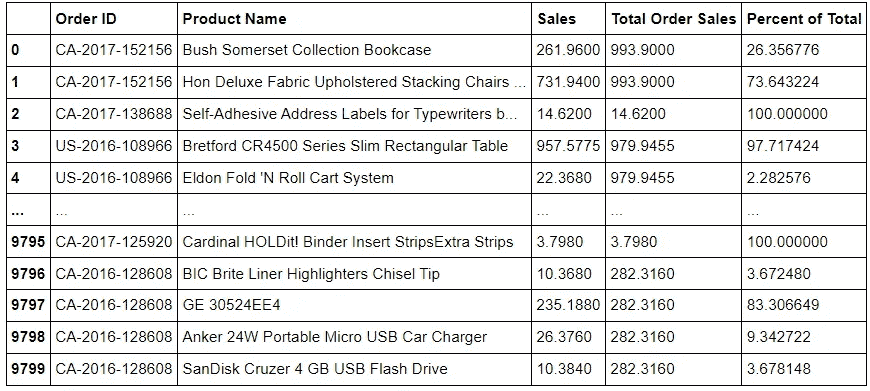 Order ID Product Name Sales Total Order Sales Percent of Total
0 CA-2017-152156 Bush Somerset Collection Bookcase 261.9600 993.9000 26.356776
1 CA-2017-152156 Hon Deluxe Fabric Upholstered Stacking Chairs ... 731.9400 993.9000 73.643224
2 CA-2017-138688 Self-Adhesive Address Labels for Typewriters b... 14.6200 14.6200 100.000000
3 US-2016-108966 Bretford CR4500 Series Slim Rectangular Table 957.5775 979.9455 97.717424
4 US-2016-108966 Eldon Fold 'N Roll Cart System 22.3680 979.9455 2.282576
... ... ... ... ... ...
9795 CA-2017-125920 Cardinal HOLDit! Binder Insert StripsExtra Strips 3.7980 3.7980 100.000000
9796 CA-2016-128608 BIC Brite Liner Highlighters Chisel Tip 10.3680 282.3160 3.672480
9797 CA-2016-128608 GE 30524EE4 235.1880 282.3160 83.306649
9798 CA-2016-128608 Anker 24W Portable Micro USB Car Charger 26.3760 282.3160 9.342722
9799 CA-2016-128608 SanDisk Cruzer 4 GB USB Flash Drive 10.3840 282.3160 3.678148